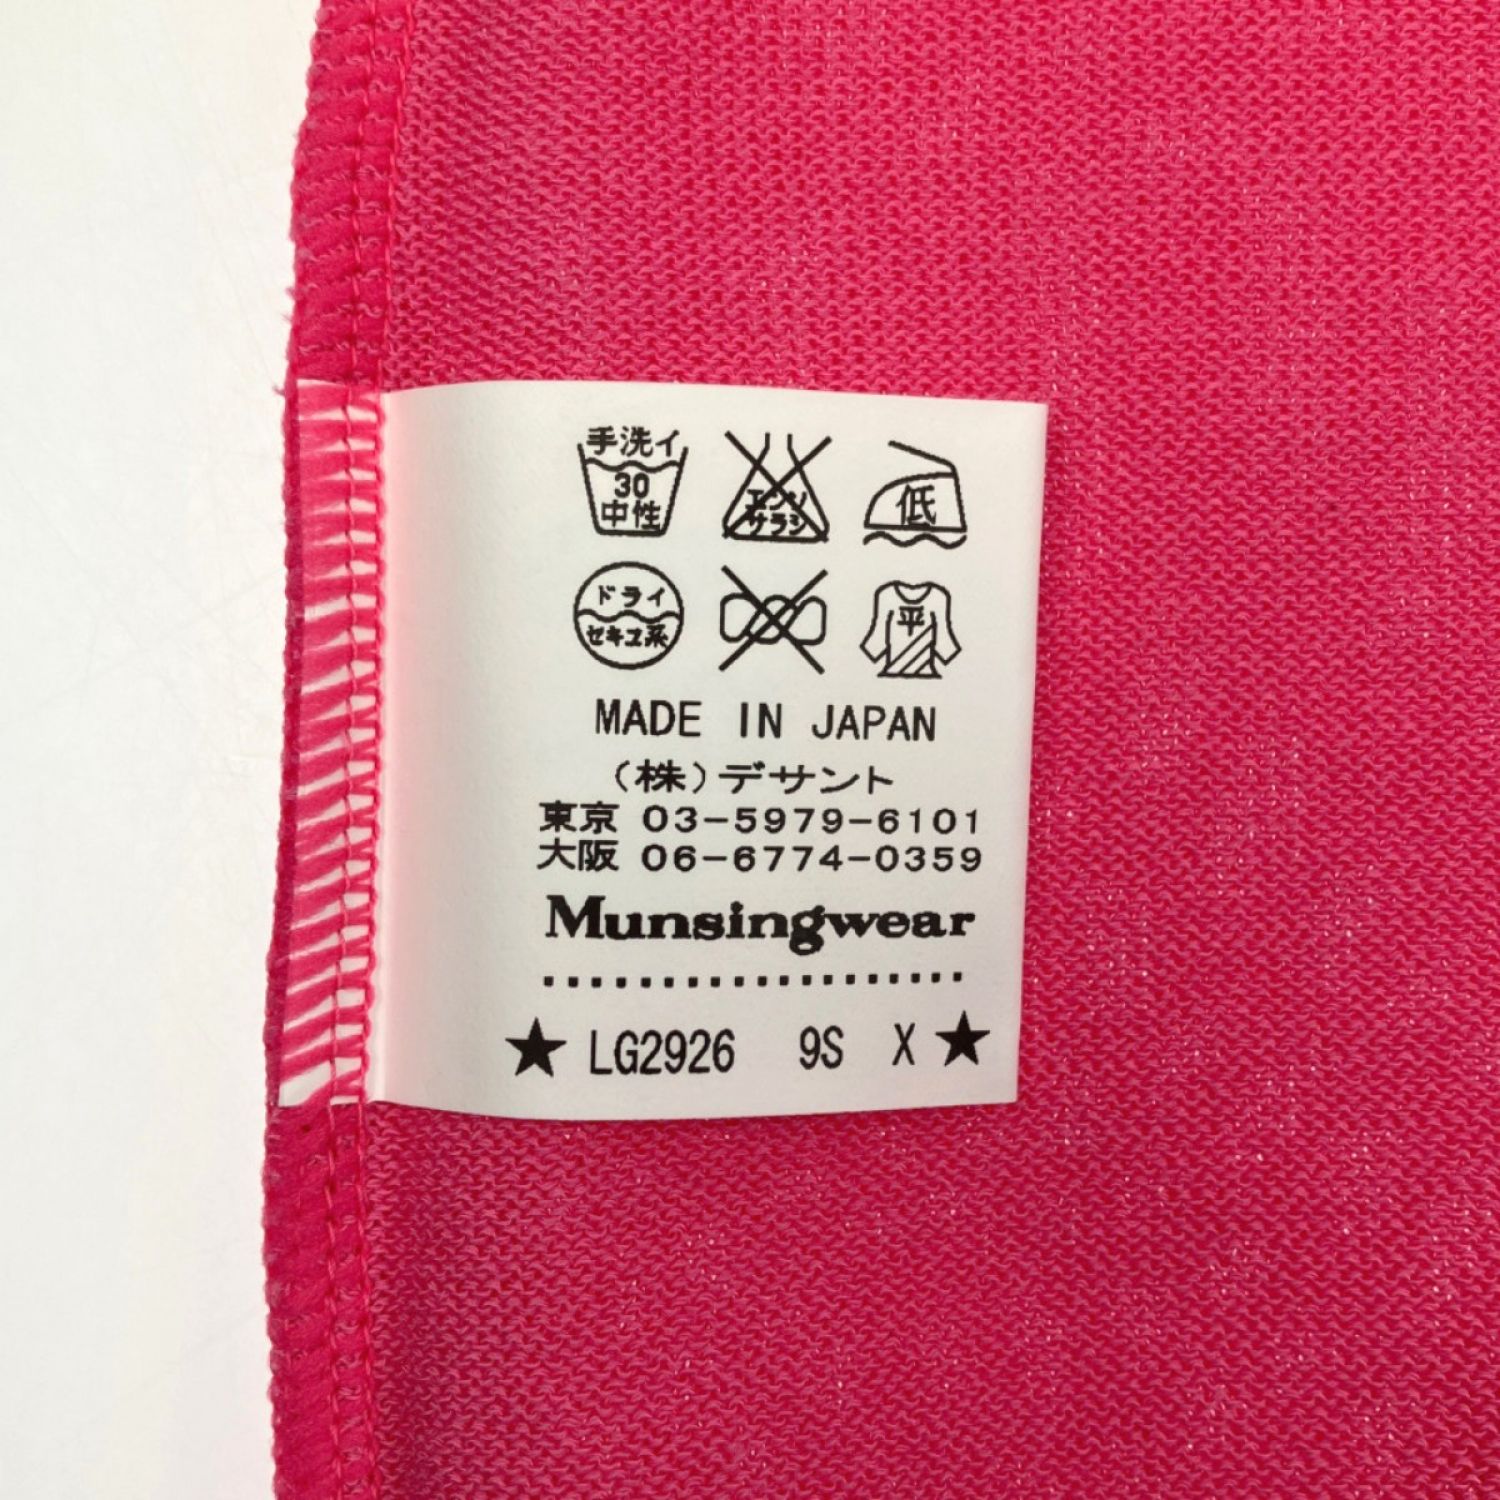 手洗イ
30
中性
エンソ
サラシ
低
ドライ
セキユ系
平
MADE IN JAPAN
(株)デサント
東京 03-5979-6101
大阪 06-6774-0359
Munsingwear
★ LG2926 9S X ★